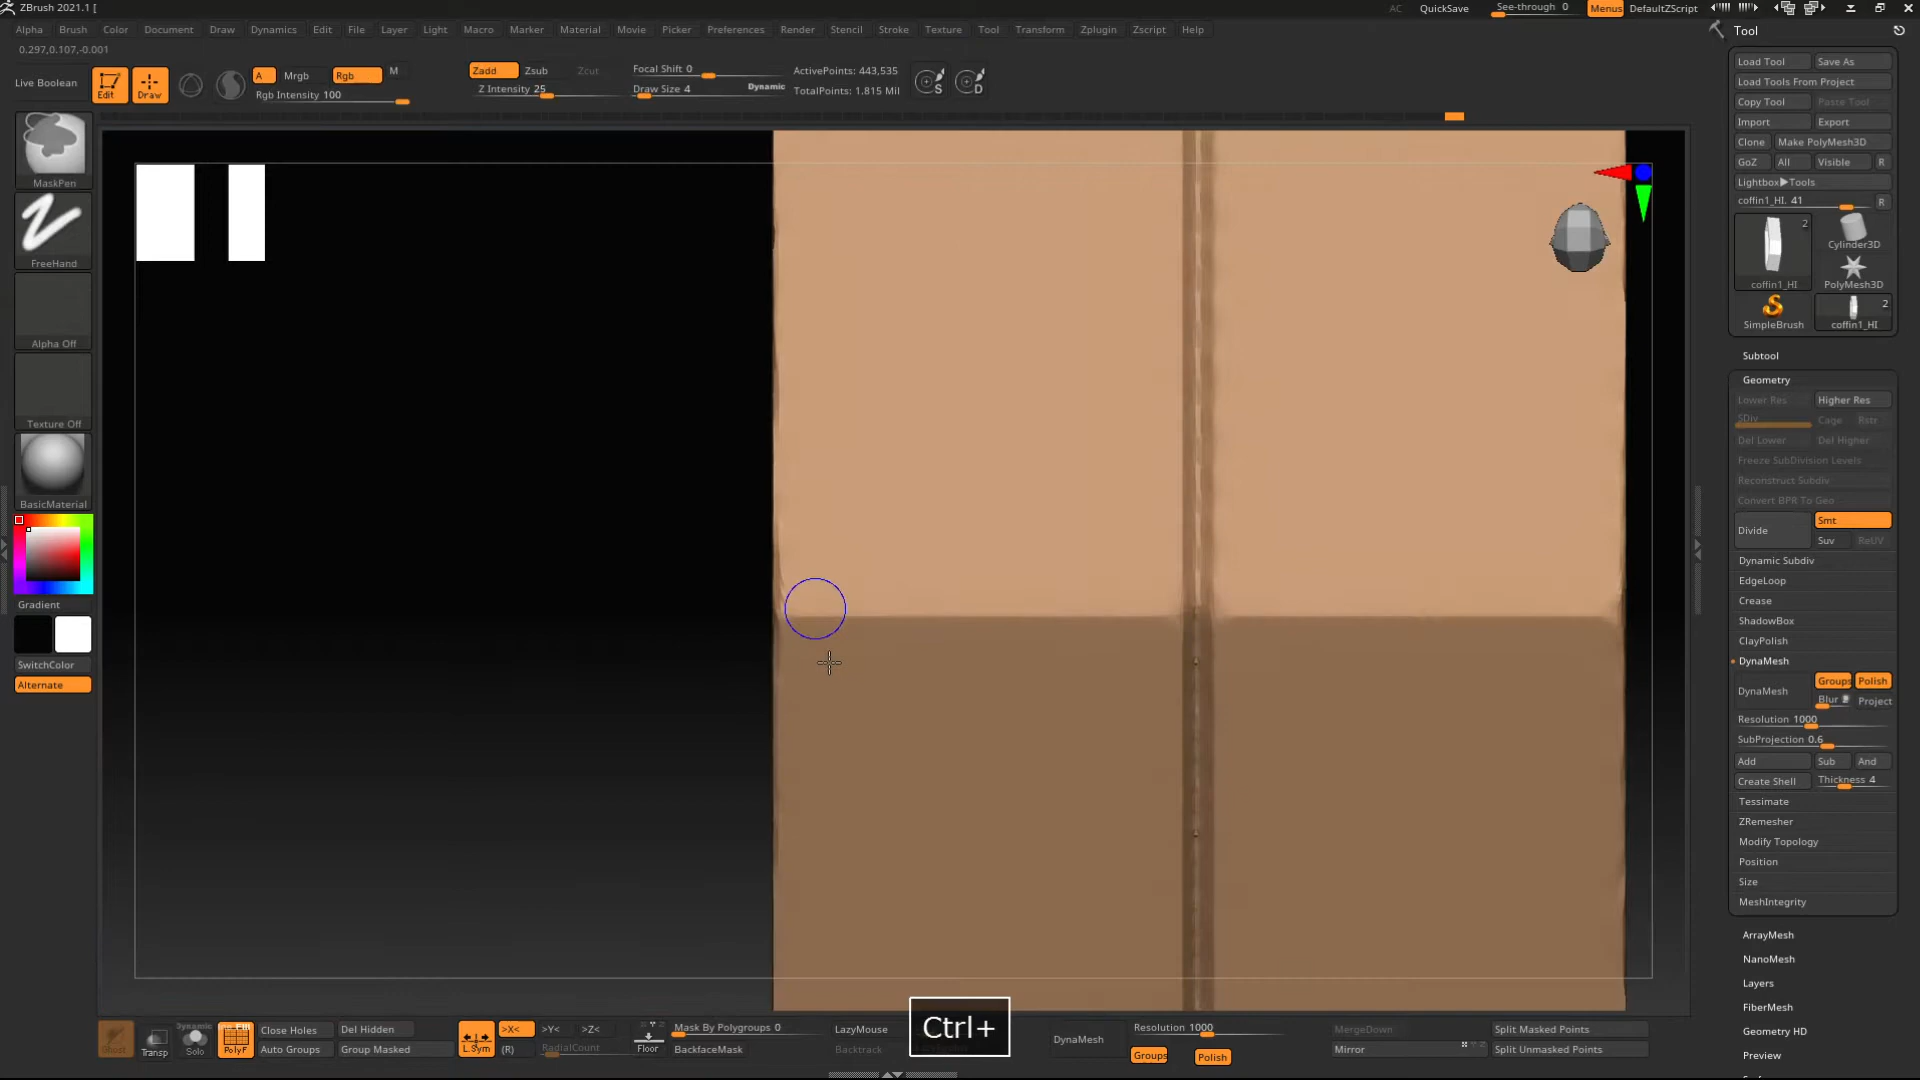 ZBrush 2021.1 [
AC QuickSave See-through 0 Menus DefaultZScript
Alpha Brush Color Document Draw Dynamics Edit File Layer Light Macro Marker Material Movie Picker Preferences Render Stencil Stroke Texture Tool Transform Zplugin Zscript Help
0.297,0.107,-0.001
Live Boolean
Edit
Draw
A Mrgb Rgb M
Rgb Intensity 100
Zadd Zsub Zcut
Z Intensity 25
Focal Shift 0
Draw Size 4
Dynamic
ActivePoints: 443,535
TotalPoints: 1.815 Mil
S
D
MaskPen
FreeHand
Alpha Off
Texture Off
BasicMaterial
Gradient
SwitchColor
Alternate
Tool
Load Tool Save As
Load Tools From Project
Copy Tool Paste Tool
Import Export
Clone Make PolyMesh3D
GoZ All Visible R
Lightbox▶Tools
coffin1_HI. 41 R
2
coffin1_HI
Cylinder3D
PolyMesh3D
SimpleBrush
2
coffin1_HI
Subtool
Geometry
Lower Res Higher Res
SDiv Cage Rstr
Del Lower Del Higher
Freeze SubDivision Levels
Reconstruct Subdiv
Convert BPR To Geo
Divide Smt
Suv ReUV
Dynamic Subdiv
EdgeLoop
Crease
ShadowBox
ClayPolish
DynaMesh
DynaMesh Groups Polish
Blur Project
Resolution 1000
SubProjection 0.6
Add Sub And
Create Shell Thickness 4
Tessimate
ZRemesher
Modify Topology
Position
Size
MeshIntegrity
ArrayMesh
NanoMesh
Layers
FiberMesh
Geometry HD
Preview
Ctrl+
Ghost
Transp
Dynamic
Solo
PolyF
Close Holes
Auto Groups
Del Hidden
Group Masked
L.Sym
>X< >Y< >Z<
(R) RadialCount
Floor
Mask By Polygroups 0
BackfaceMask
LazyMouse
Backtrack
DynaMesh
Resolution 1000
Groups Polish
MergeDown
Mirror
Split Masked Points
Split Unmasked Points